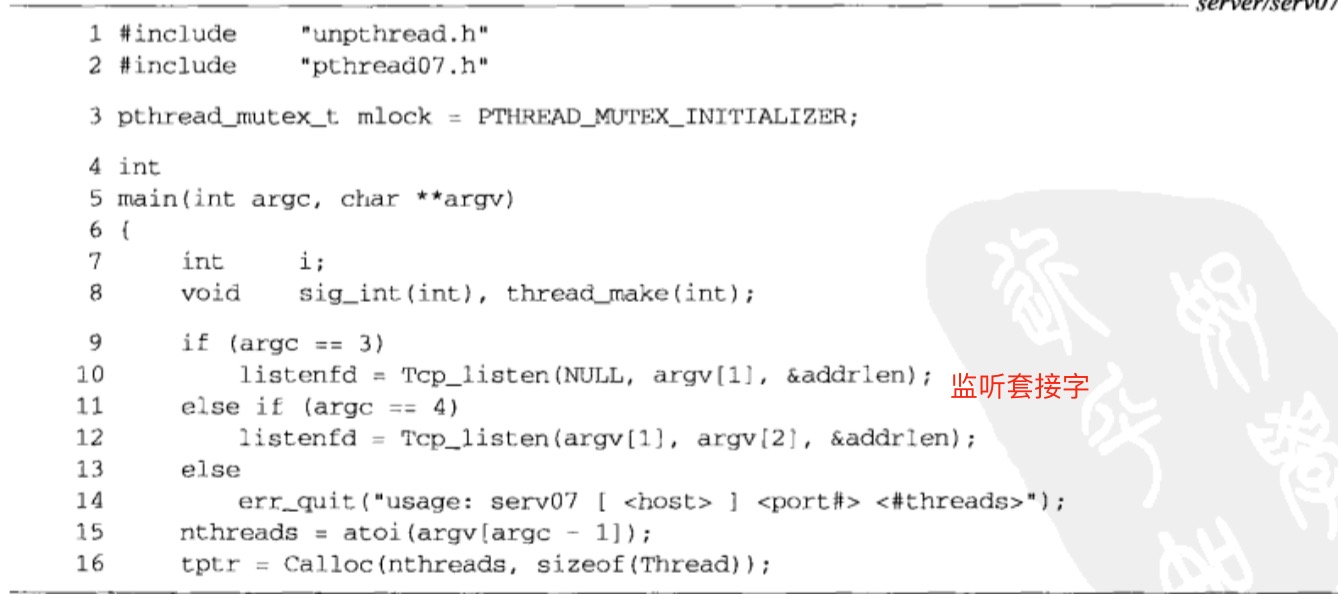 server/serv07
1 #include    "unpthread.h"
2 #include    "pthread07.h"
3 pthread_mutex_t mlock = PTHREAD_MUTEX_INITIALIZER;
4 int
5 main(int argc, char **argv)
6 {
7     int     i;
8     void    sig_int(int), thread_make(int);
9     if (argc == 3)
10         listenfd = Tcp_listen(NULL, argv[1], &addrlen); 监听套接字
11     else if (argc == 4)
12         listenfd = Tcp_listen(argv[1], argv[2], &addrlen);
13     else
14         err_quit("usage: serv07 [ <host> ] <port#> <#threads>");
15     nthreads = atoi(argv[argc - 1]);
16     tptr = Calloc(nthreads, sizeof(Thread));